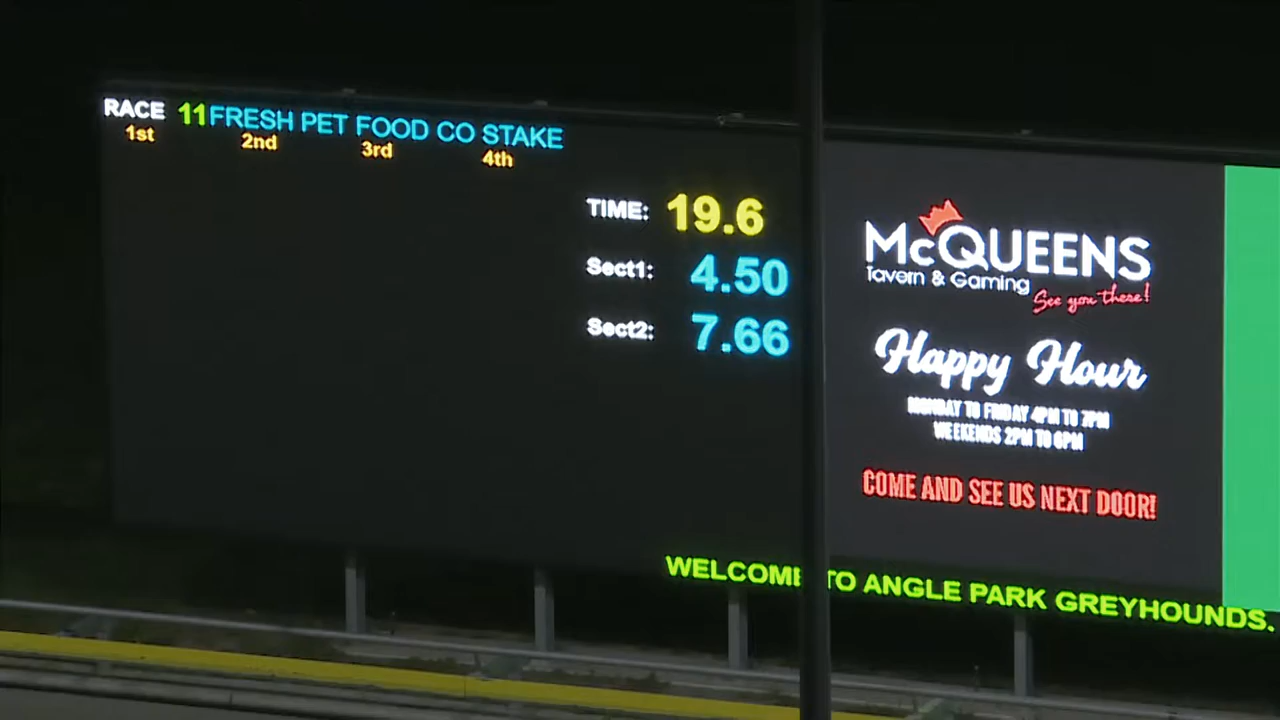 RACE 11 FRESH PET FOOD CO STAKE
1st 2nd 3rd 4th
TIME: 19.6
Sect1: 4.50
Sect2: 7.66
McQUEENS
Tavern & Gaming
See you there!
Happy Hour
MONDAY TO FRIDAY 4PM TO 7PM
WEEKENDS 2PM TO 6PM
COME AND SEE US NEXT DOOR!
WELCOME TO ANGLE PARK GREYHOUNDS.